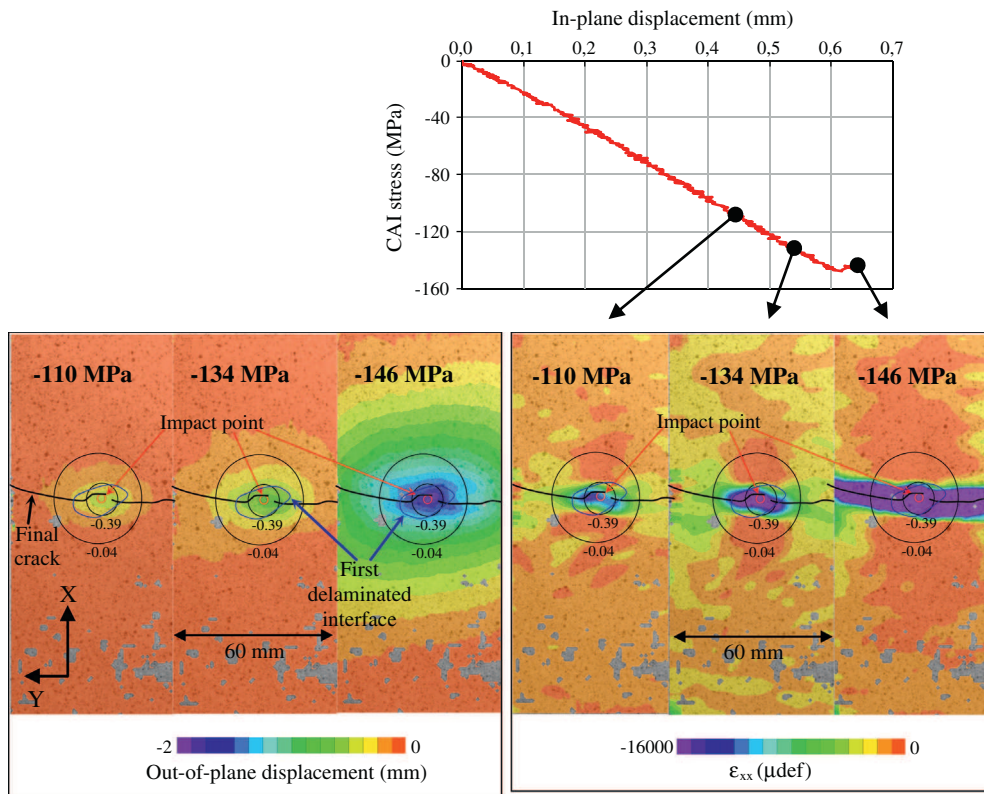 In-plane displacement (mm)
0,0 0,1 0,2 0,3 0,4 0,5 0,6 0,7
0
-40
-80
-120
-160
CAI stress (MPa)
-110 MPa -134 MPa -146 MPa
Impact point
-0.39 -0.39 -0.39
-0.04 -0.04 -0.04
Final
crack
First
delaminated
interface
X
Y
60 mm
-2 0
Out-of-plane displacement (mm)
-110 MPa -134 MPa -146 MPa
Impact point
-0.39 -0.39 -0.39
-0.04 -0.04 -0.04
60 mm
-16000 0
εxx (μdef)